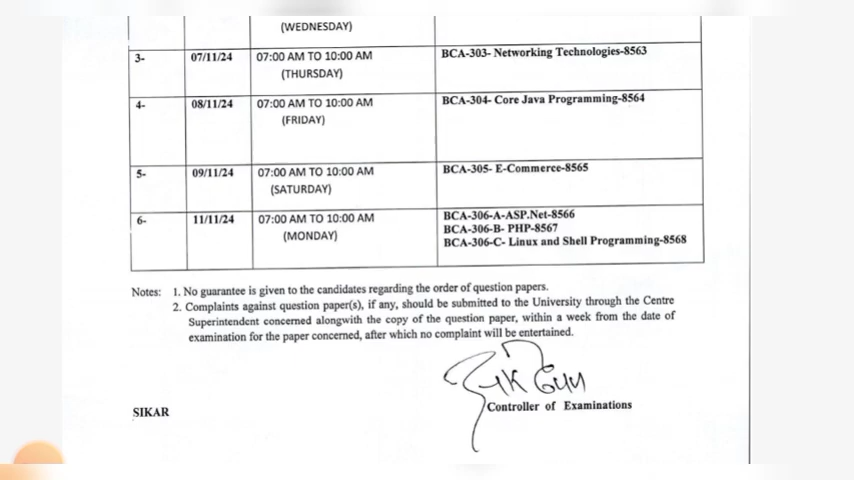 (WEDNESDAY)
3- 07/11/24 07:00 AM TO 10:00 AM BCA-303- Networking Technologies-8563
(THURSDAY)
4- 08/11/24 07:00 AM TO 10:00 AM BCA-304- Core Java Programming-8564
(FRIDAY)
5- 09/11/24 07:00 AM TO 10:00 AM BCA-305- E-Commerce-8565
(SATURDAY)
6- 11/11/24 07:00 AM TO 10:00 AM BCA-306-A-ASP.Net-8566
(MONDAY) BCA-306-B- PHP-8567
BCA-306-C- Linux and Shell Programming-8568
Notes: 1. No guarantee is given to the candidates regarding the order of question papers.
2. Complaints against question paper(s), if any, should be submitted to the University through the Centre
Superintendent concerned alongwith the copy of the question paper, within a week from the date of
examination for the paper concerned, after which no complaint will be entertained.
SIKAR
Controller of Examinations